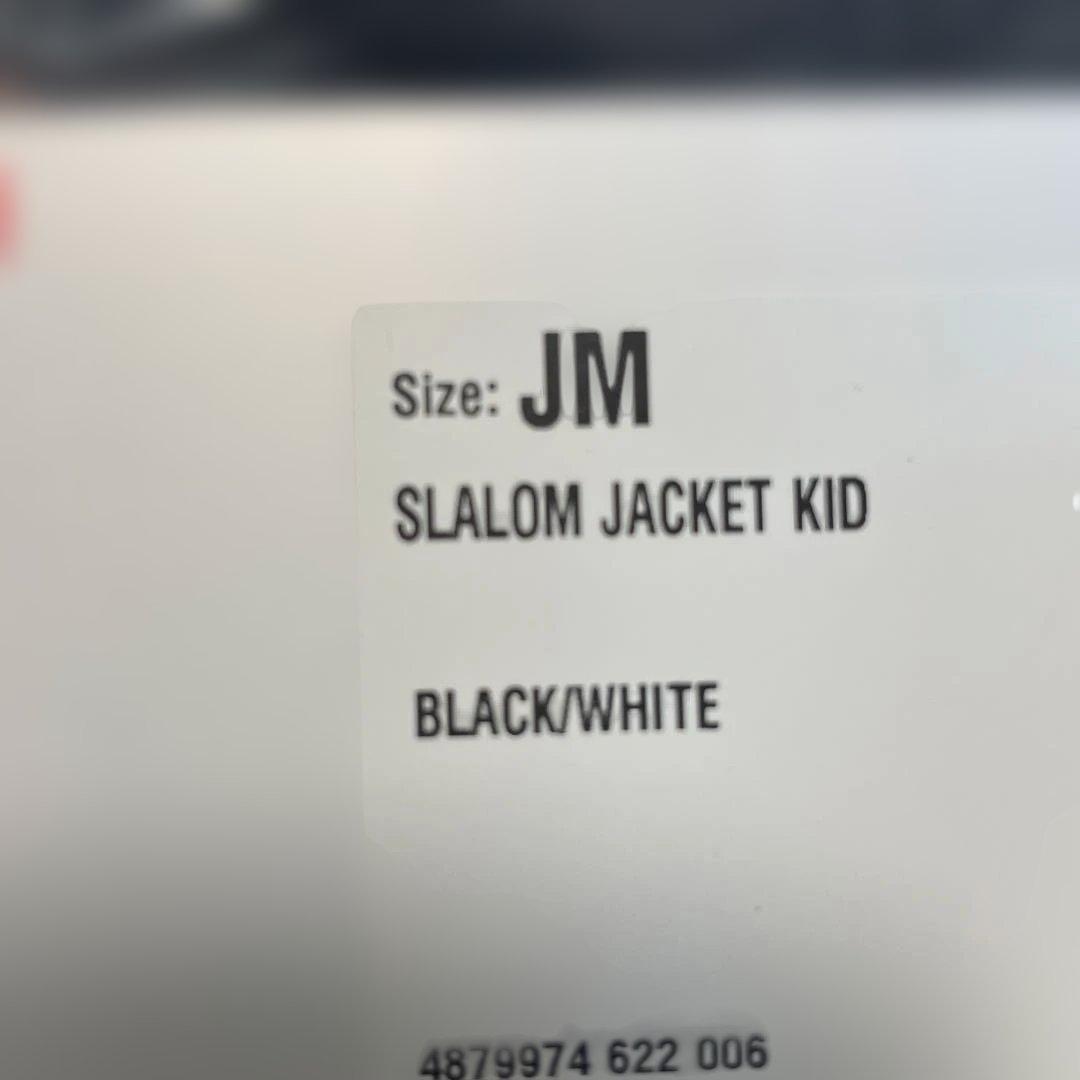 Size: JM
SLALOM JACKET KID
BLACK/WHITE
4879974 622 006